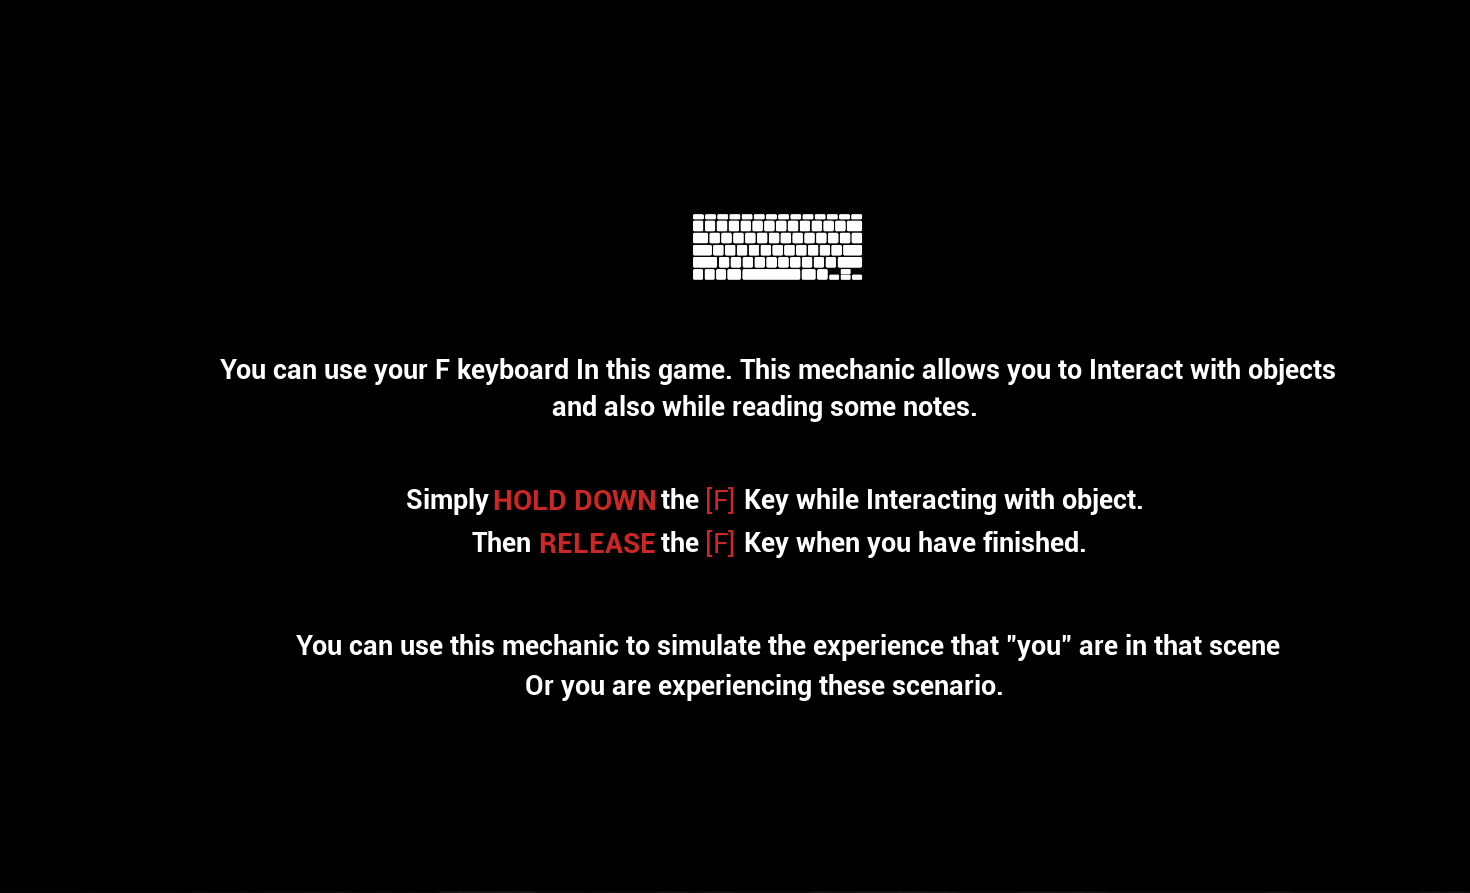 You can use your F keyboard In this game. This mechanic allows you to Interact with objects
and also while reading some notes.
Simply HOLD DOWN the [F] Key while Interacting with object.
Then RELEASE the [F] Key when you have finished.
You can use this mechanic to simulate the experience that "you" are in that scene
Or you are experiencing these scenario.